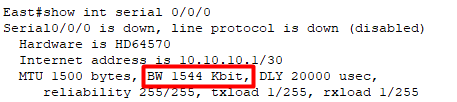 East#show int serial 0/0/0
Serial0/0/0 is down, line protocol is down (disabled)
Hardware is HD64570
Internet address is 10.10.10.1/30
MTU 1500 bytes, BW 1544 Kbit, DLY 20000 usec,
reliability 255/255, txload 1/255, rxload 1/255